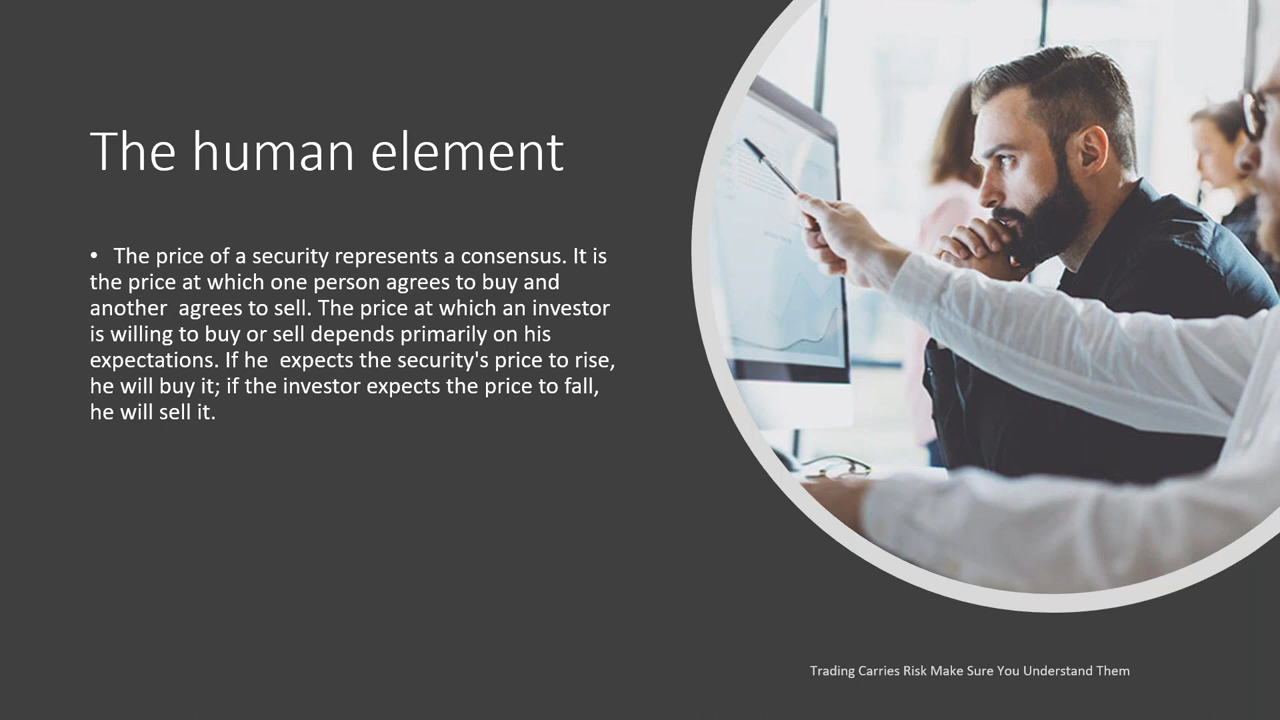 The human element
• The price of a security represents a consensus. It is
the price at which one person agrees to buy and
another  agrees to sell. The price at which an investor
is willing to buy or sell depends primarily on his
expectations. If he  expects the security's price to rise,
he will buy it; if the investor expects the price to fall,
he will sell it.
Trading Carries Risk Make Sure You Understand Them